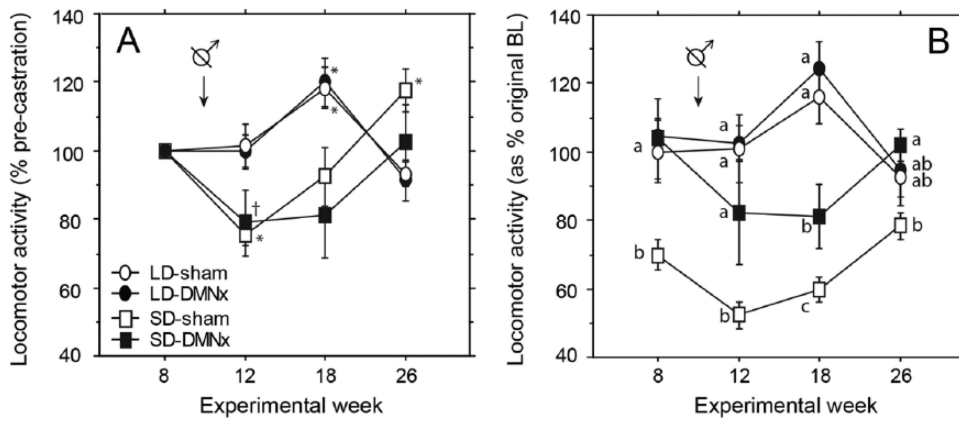 A
Locomotor activity (% pre-castration)
140
120
100
80
60
40
*
*
*
†
*
LD-sham
LD-DMNx
SD-sham
SD-DMNx
8 12 18 26
Experimental week
B
Locomotor activity (as % original BL)
140
120
100
80
60
40
a
a
a
a
a
a
a
ab
ab
a
b
b
b
c
b
8 12 18 26
Experimental week